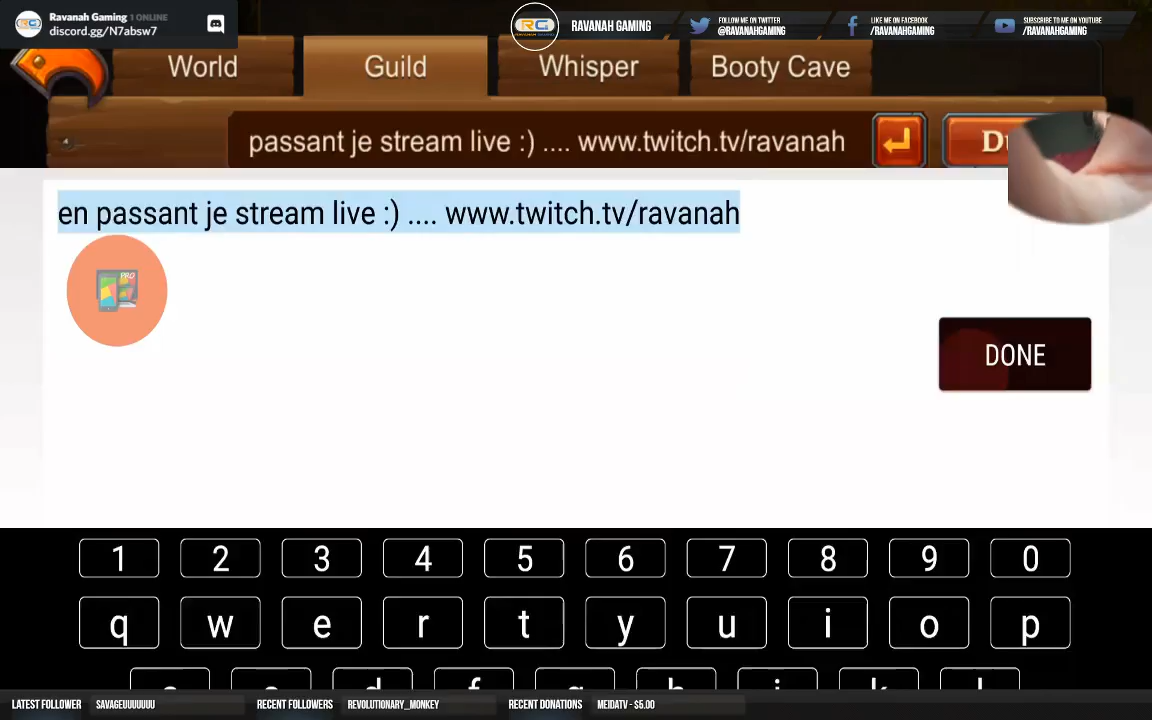 Ravanah Gaming 1 ONLINE
discord.gg/N7absw7
RG
RAVANAH GAMING
FOLLOW ME ON TWITTER
@RAVANAHGAMING
LIKE ME ON FACEBOOK
/RAVANAHGAMING
SUBSCRIBE TO ME ON YOUTUBE
/RAVANAHGAMING
World
Guild
Whisper
Booty Cave
passant je stream live :) .... www.twitch.tv/ravanah
en passant je stream live :) .... www.twitch.tv/ravanah
PRO
DONE
1 2 3 4 5 6 7 8 9 0
q w e r t y u i o p
LATEST FOLLOWER SAVAGEUUUUUUU RECENT FOLLOWERS REVOLUTIONARY_MONKEY RECENT DONATIONS MEIDATV - $5.00